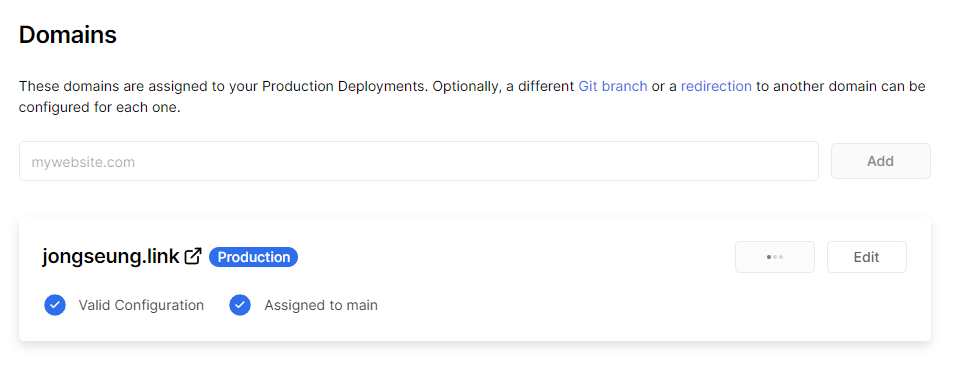 Domains
These domains are assigned to your Production Deployments. Optionally, a different Git branch or a redirection to another domain can be
configured for each one.
mywebsite.com
Add
jongseung.link Production
Edit
Valid Configuration Assigned to main